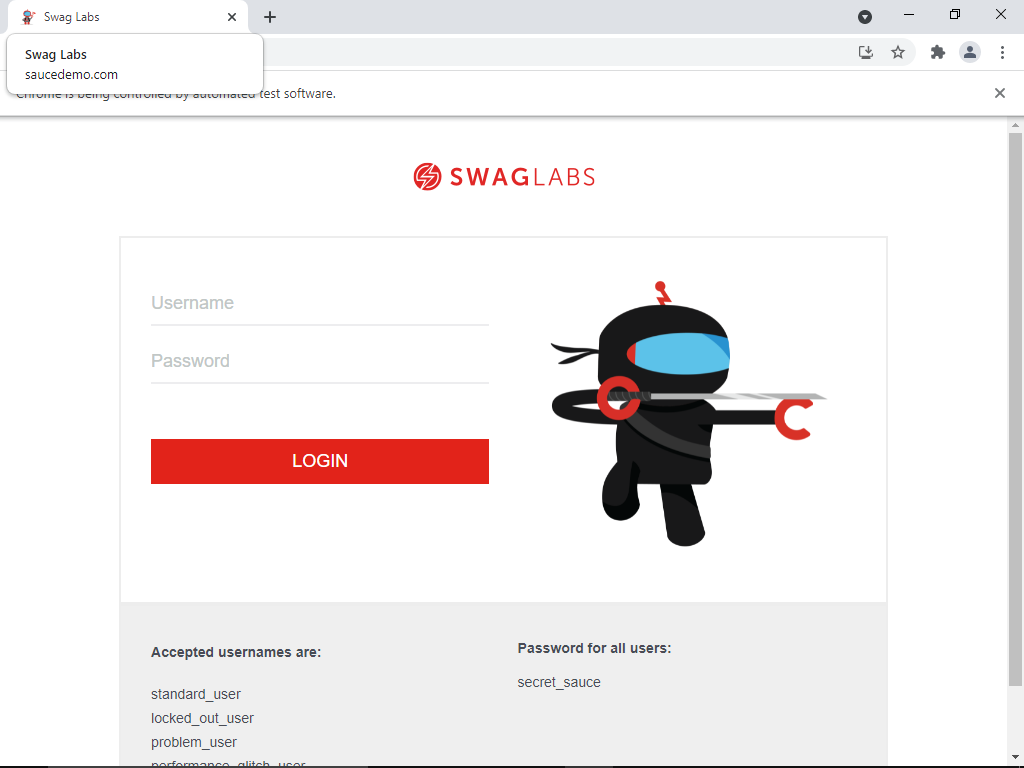 Swag Labs
Swag Labs
saucedemo.com
Chrome is being controlled by automated test software.
SWAGLABS
Username
Password
LOGIN
Accepted usernames are:
standard_user
locked_out_user
problem_user
performance_glitch_user
Password for all users:
secret_sauce